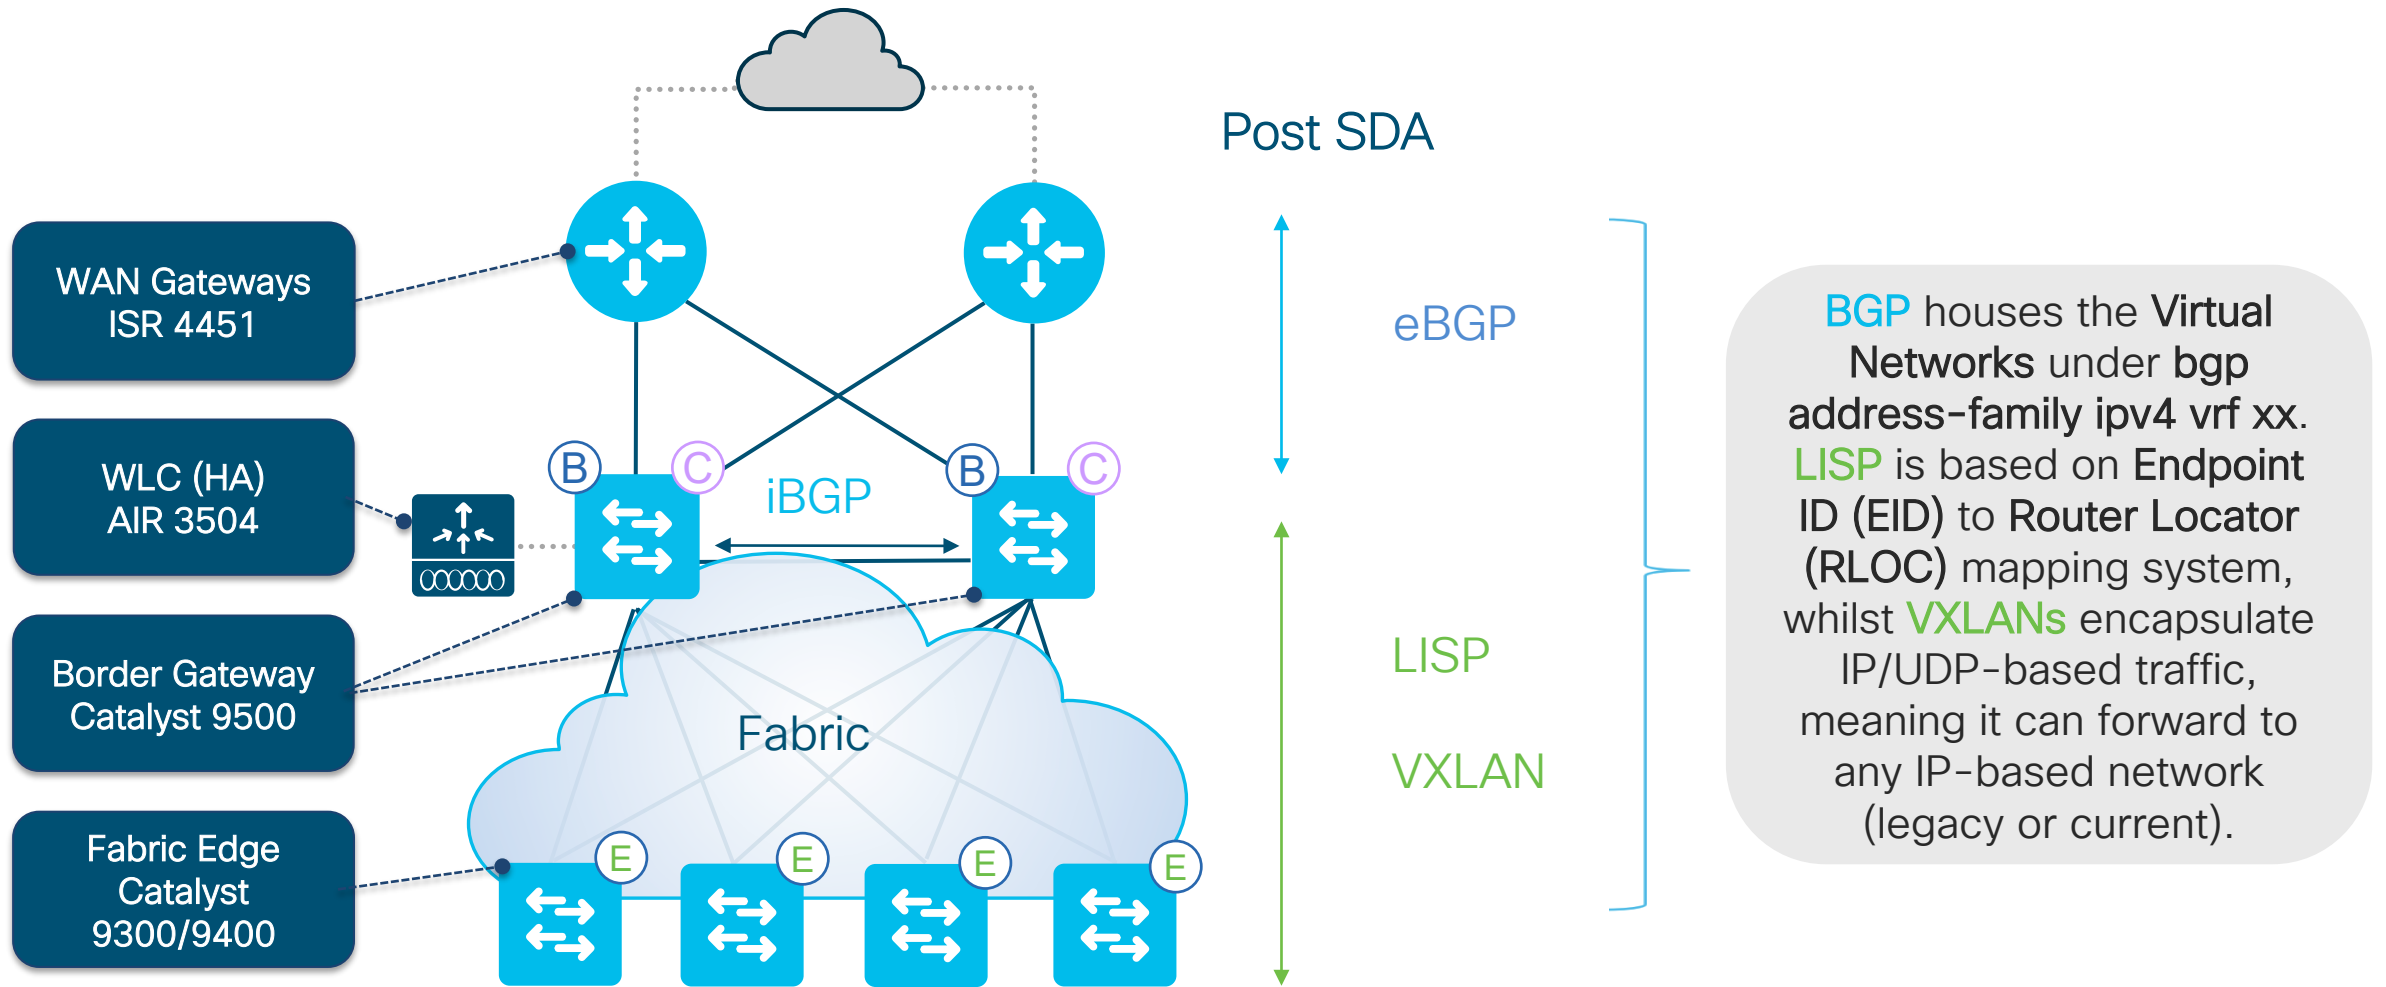 Post SDA
WAN Gateways
ISR 4451
eBGP
WLC (HA)
AIR 3504
B
C
iBGP
B
C
Border Gateway
Catalyst 9500
Fabric
LISP
VXLAN
Fabric Edge
Catalyst
9300/9400
E
E
E
E
BGP houses the Virtual
Networks under bgp
address-family ipv4 vrf xx.
LISP is based on Endpoint
ID (EID) to Router Locator
(RLOC) mapping system,
whilst VXLANs encapsulate
IP/UDP-based traffic,
meaning it can forward to
any IP-based network
(legacy or current).